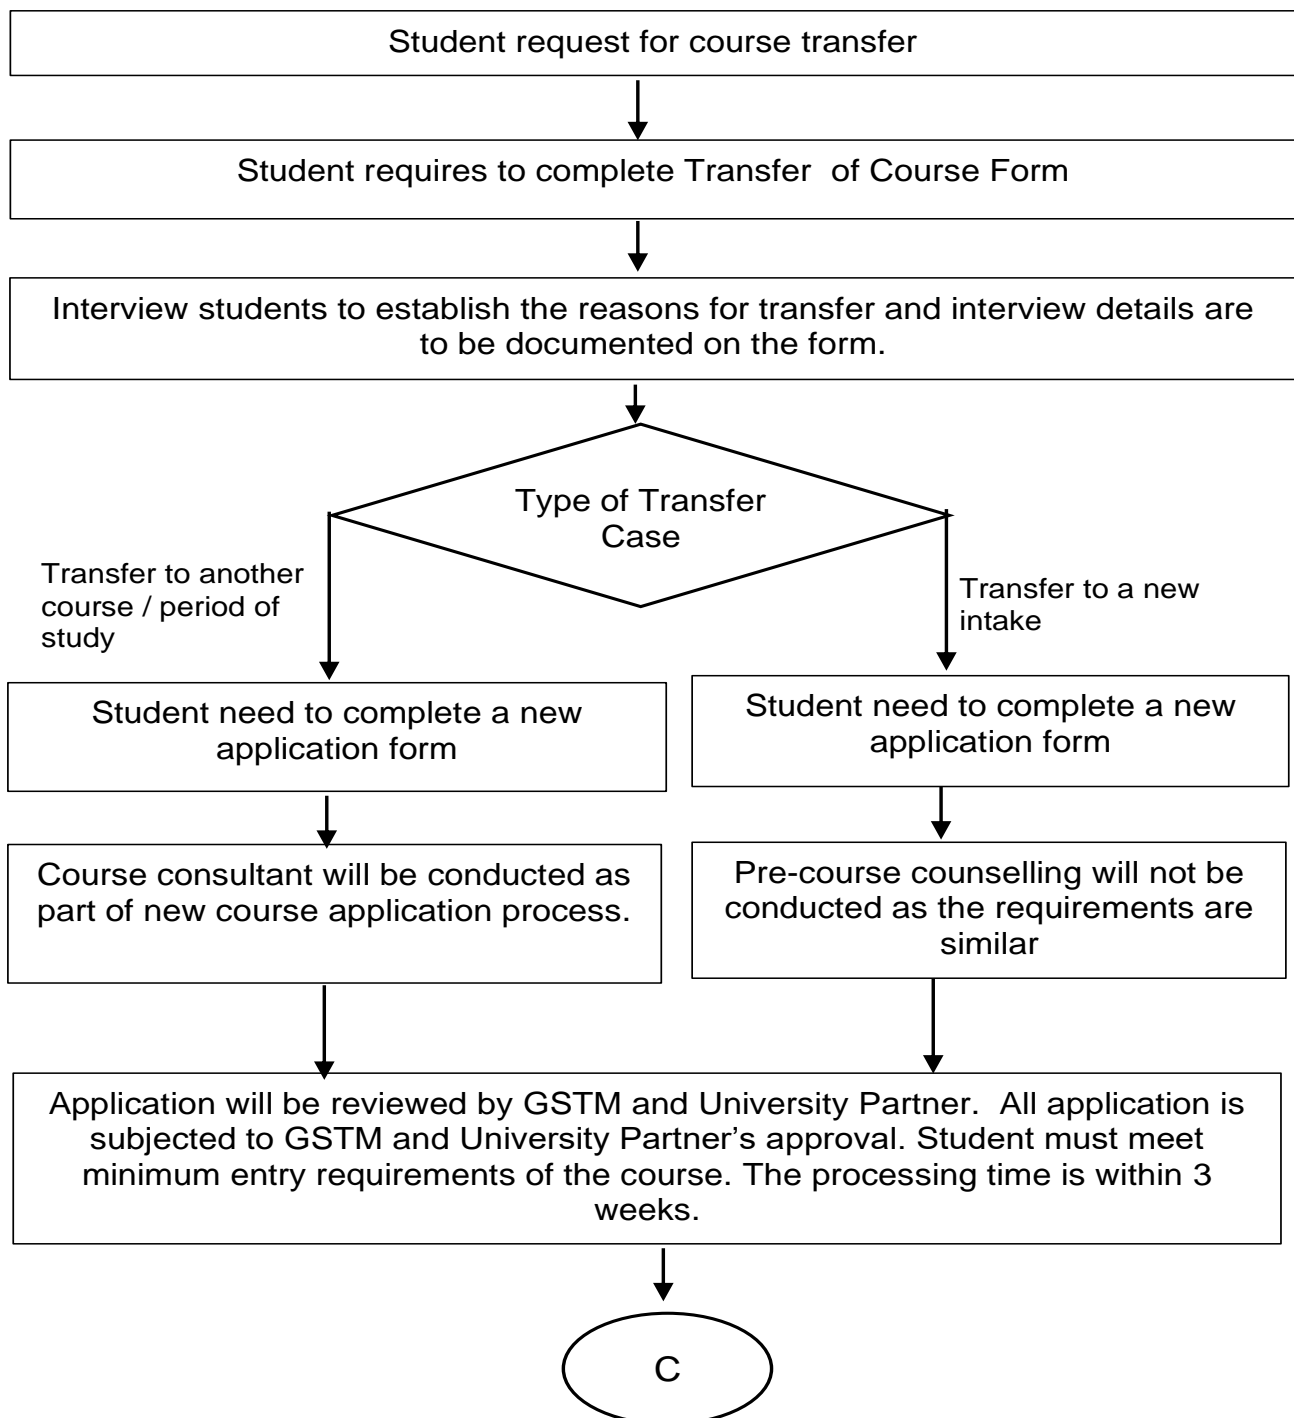 Student request for course transfer
Student requires to complete Transfer of Course Form
Interview students to establish the reasons for transfer and interview details are
to be documented on the form.
Type of Transfer
Case
Transfer to another
course / period of
study
Transfer to a new
intake
Student need to complete a new
application form
Student need to complete a new
application form
Course consultant will be conducted as
part of new course application process.
Pre-course counselling will not be
conducted as the requirements are
similar
Application will be reviewed by GSTM and University Partner. All application is
subjected to GSTM and University Partner’s approval. Student must meet
minimum entry requirements of the course. The processing time is within 3
weeks.
C